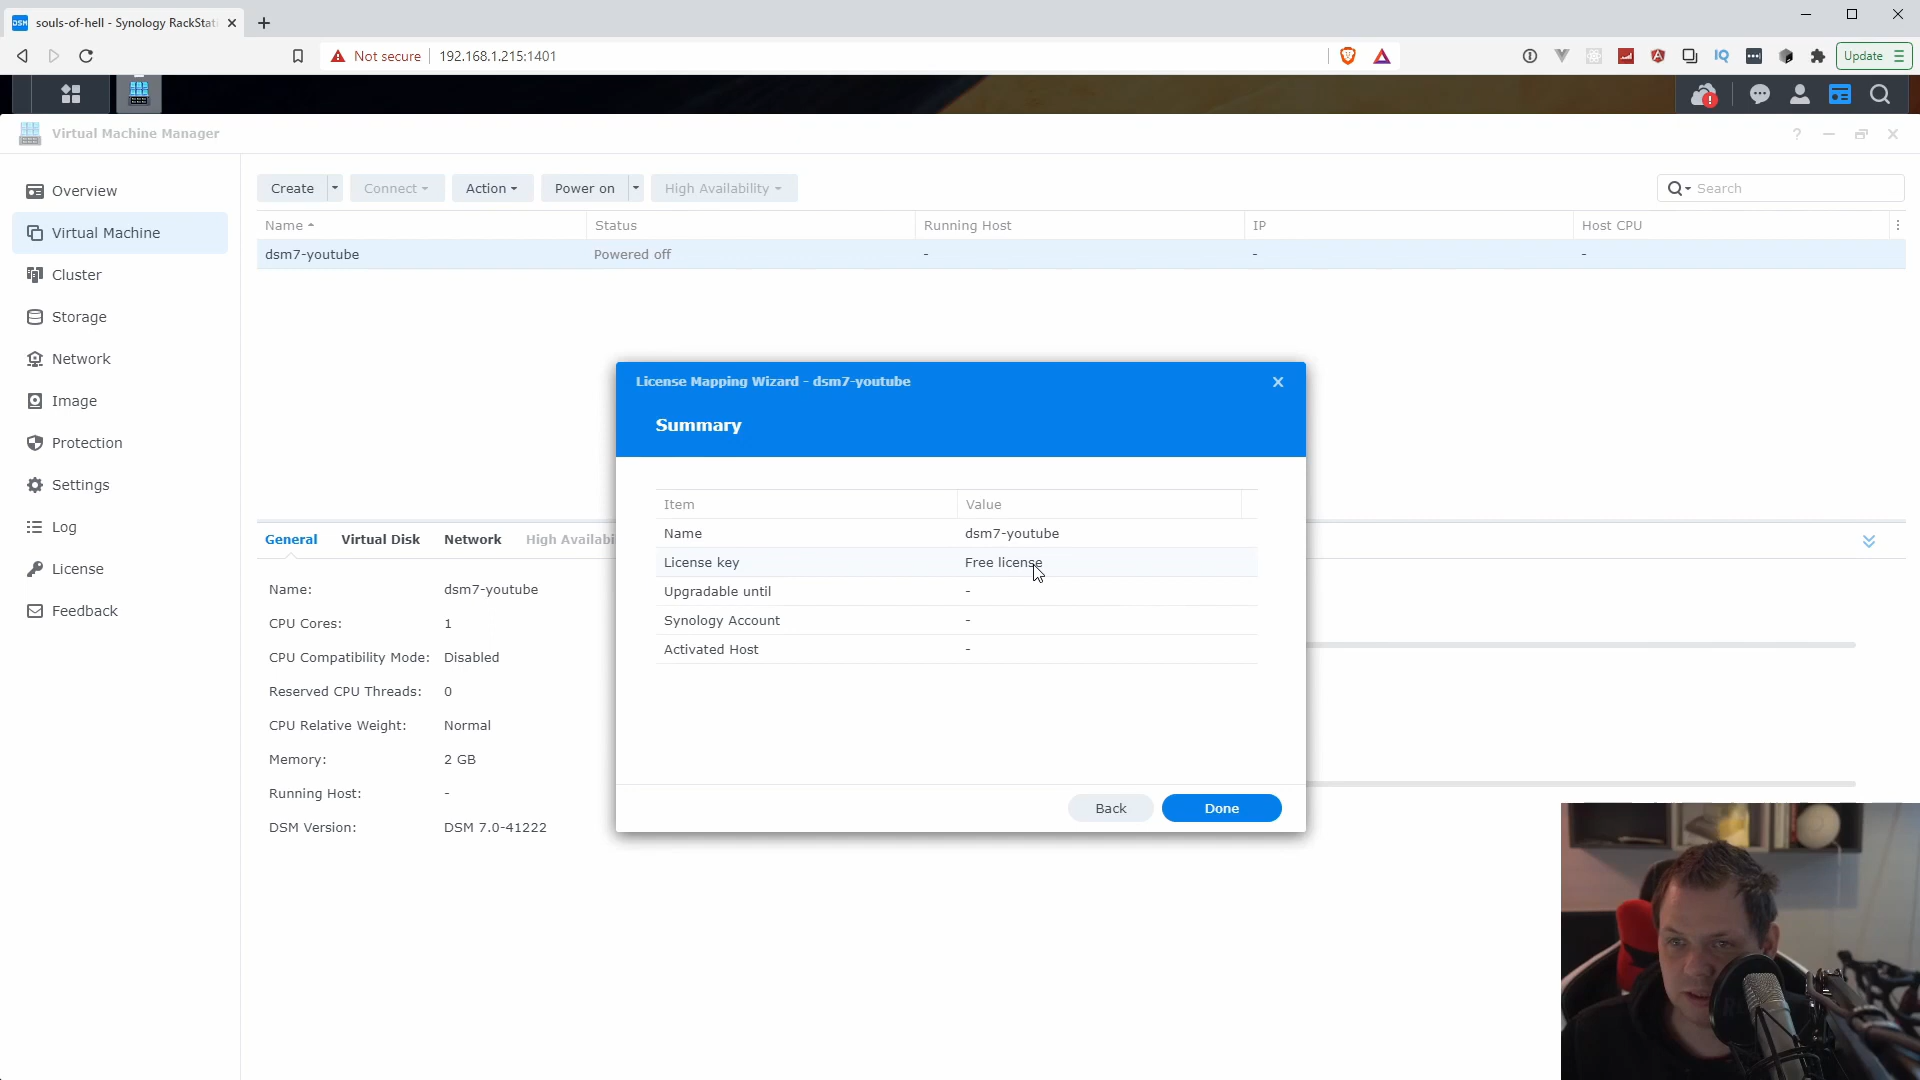 souls-of-hell - Synology RackStati
Not secure
192.168.1.215:1401
Update
Virtual Machine Manager
Overview
Virtual Machine
Cluster
Storage
Network
Image
Protection
Settings
Log
License
Feedback
Create
Connect
Action
Power on
High Availability
Search
Name
Status
Running Host
IP
Host CPU
dsm7-youtube
Powered off
-
-
-
License Mapping Wizard - dsm7-youtube
Summary
Item
Value
Name
dsm7-youtube
License key
Free license
Upgradable until
-
Synology Account
-
Activated Host
-
Back
Done
General
Virtual Disk
Network
High Availabi
Name:
dsm7-youtube
CPU Cores:
1
CPU Compatibility Mode:
Disabled
Reserved CPU Threads:
0
CPU Relative Weight:
Normal
Memory:
2 GB
Running Host:
-
DSM Version:
DSM 7.0-41222